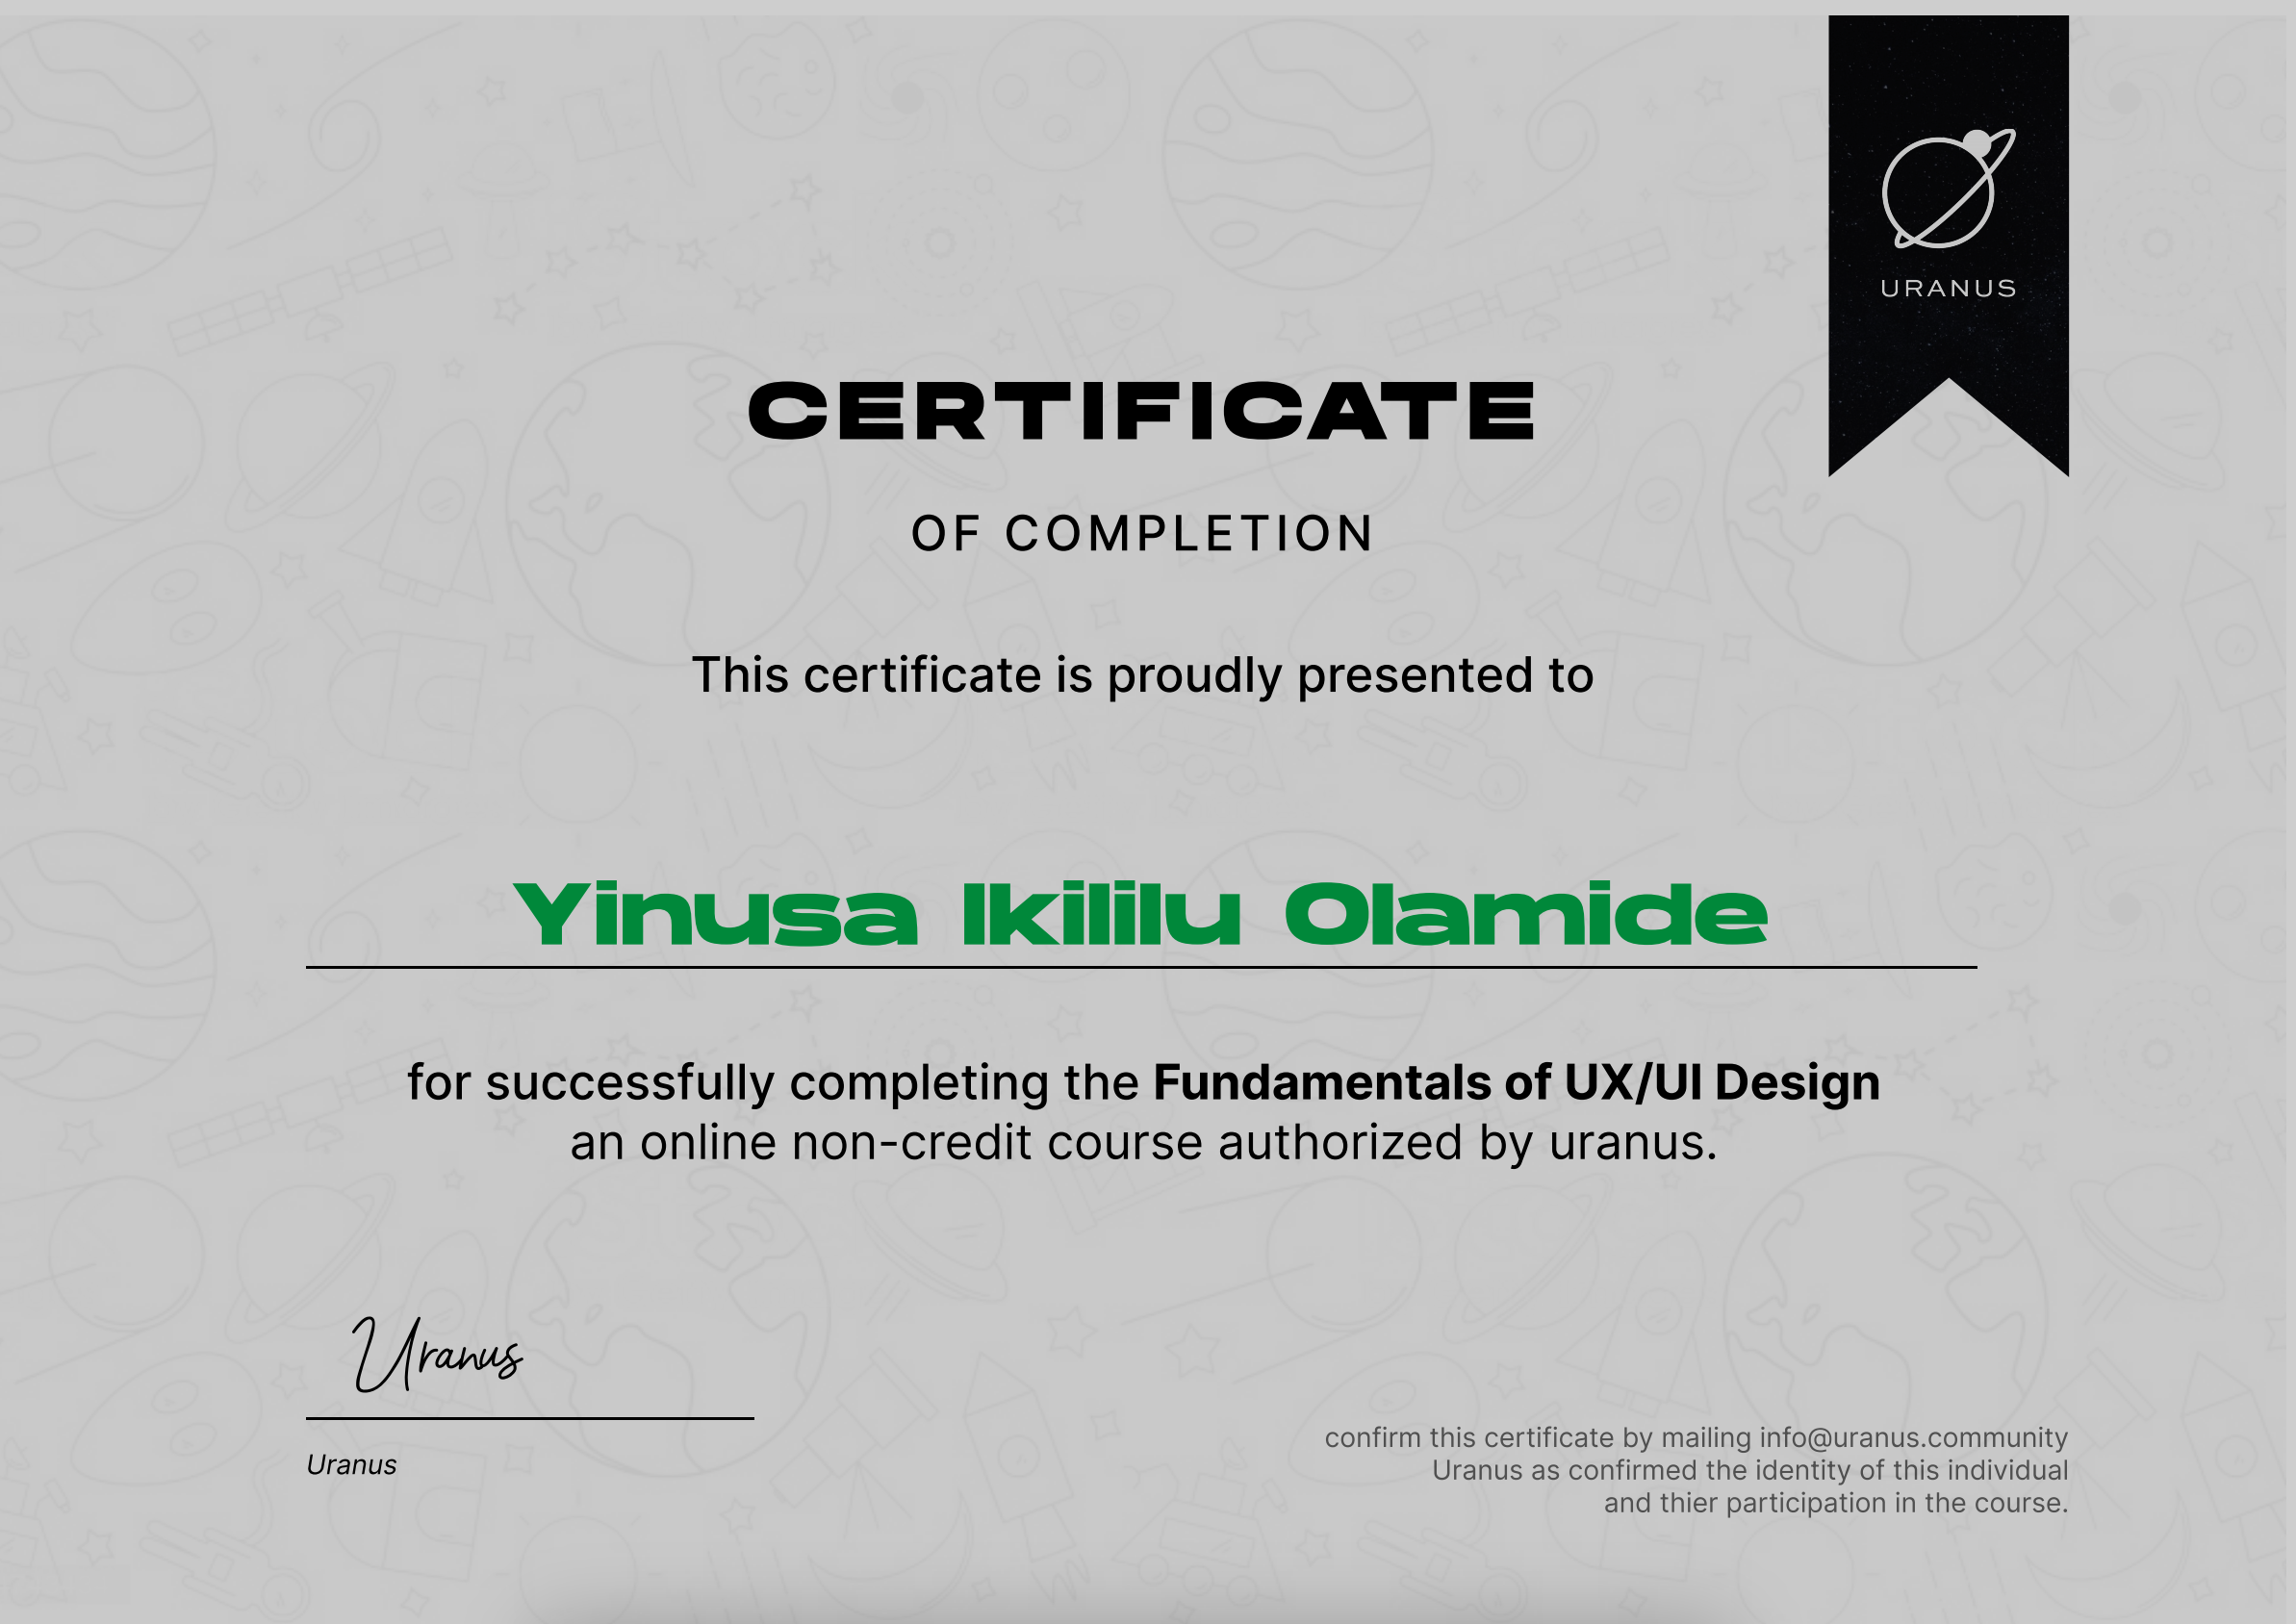 URANUS
CERTIFICATE
OF COMPLETION
This certificate is proudly presented to
Yinusa Ikililu Olamide
for successfully completing the Fundamentals of UX/UI Design
an online non-credit course authorized by uranus.
Uranus
Uranus
confirm this certificate by mailing info@uranus.community
Uranus as confirmed the identity of this individual
and thier participation in the course.